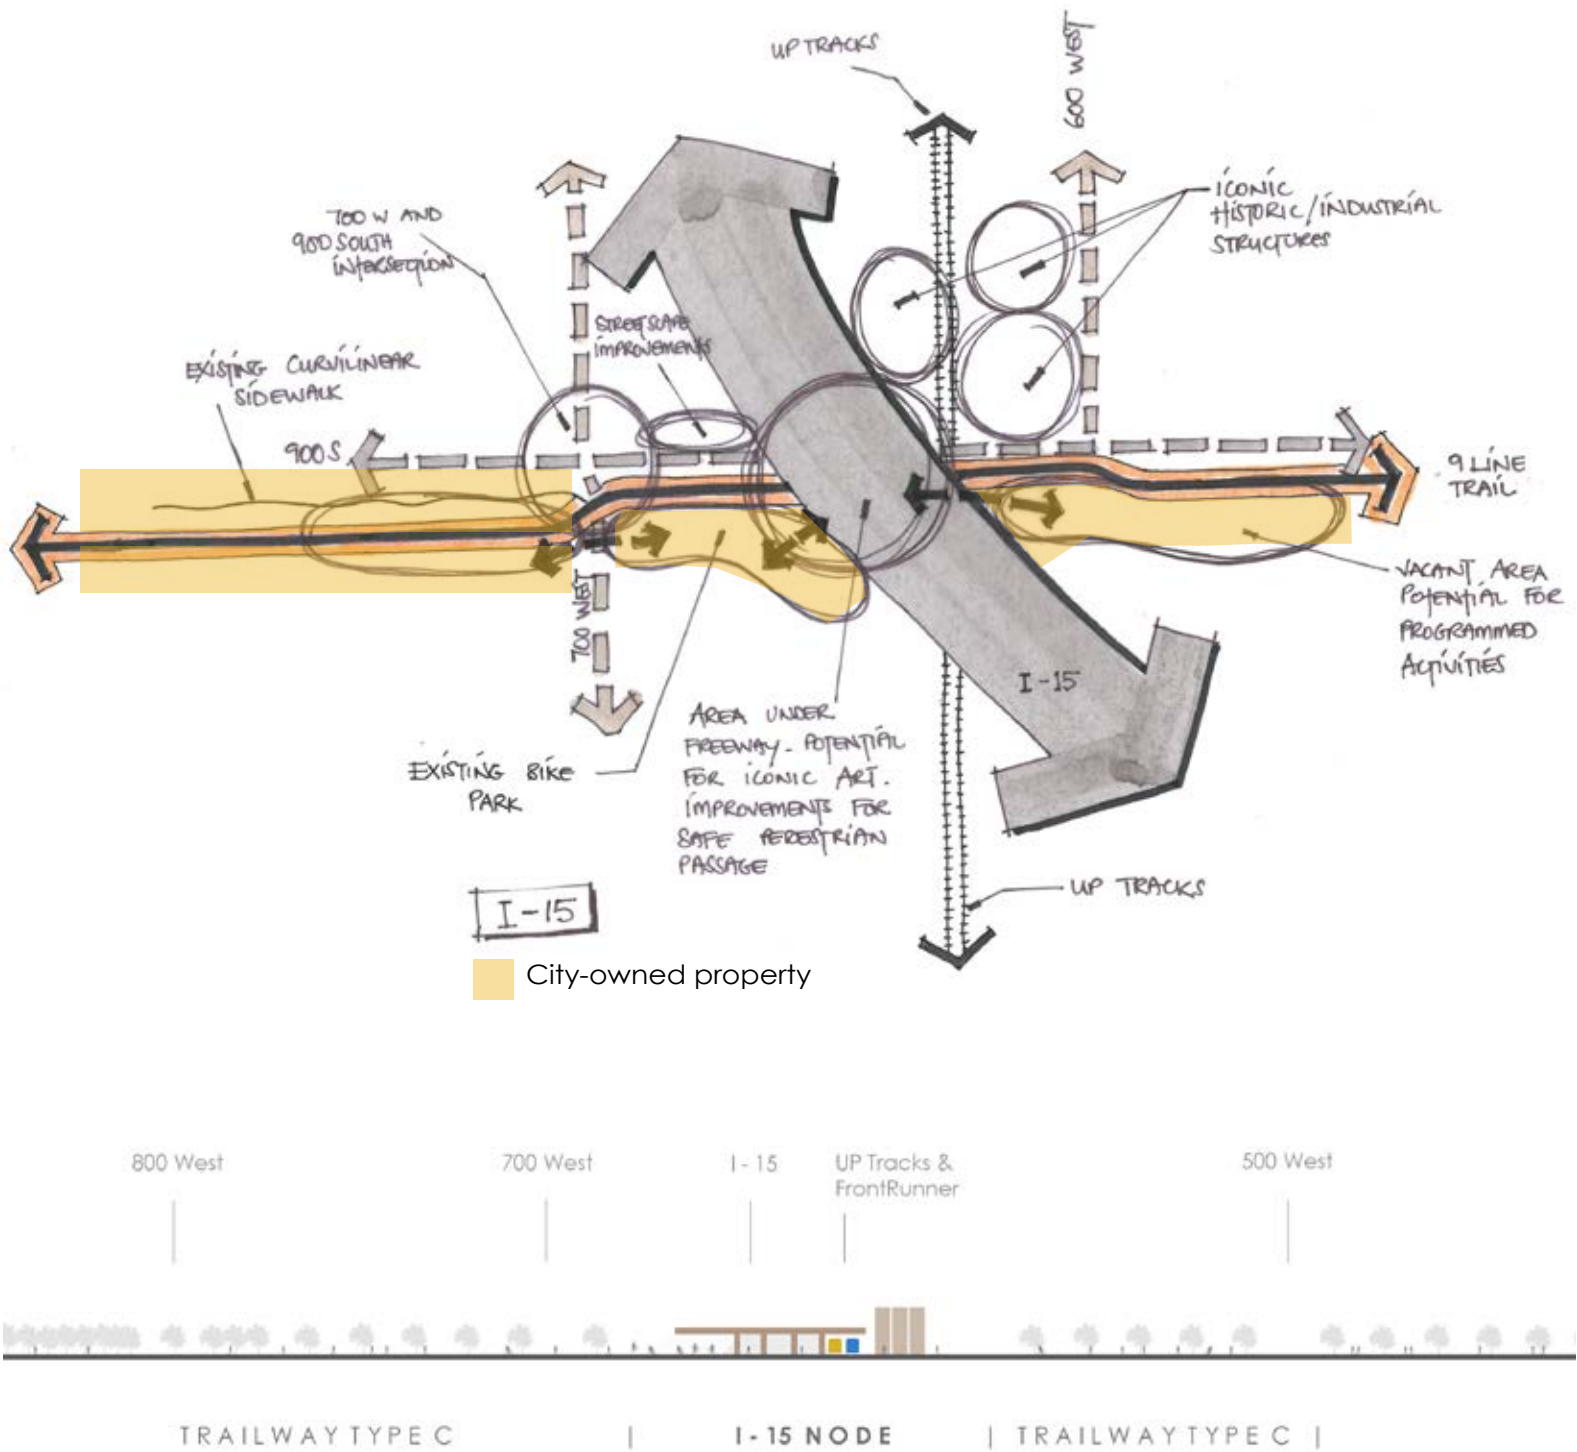 UP TRACKS
600 WEST
ICONIC
HISTORIC/INDUSTRIAL
STRUCTURES
700 W AND
900 SOUTH
INTERSECTION
STREETSCAPE
IMPROVEMENTS
EXISTING CURVILINEAR
SIDEWALK
900 S
9 LINE
TRAIL
700 WEST
VACANT AREA
POTENTIAL FOR
PROGRAMMED
ACTIVITIES
I-15
AREA UNDER
FREEWAY - POTENTIAL
FOR ICONIC ART.
IMPROVEMENTS FOR
SAFE PEDESTRIAN
PASSAGE
EXISTING BIKE
PARK
UP TRACKS
I-15
City-owned property
800 West
700 West
I - 15
UP Tracks &
FrontRunner
500 West
TRAILWAY TYPE C | I - 15 NODE | TRAILWAY TYPE C |